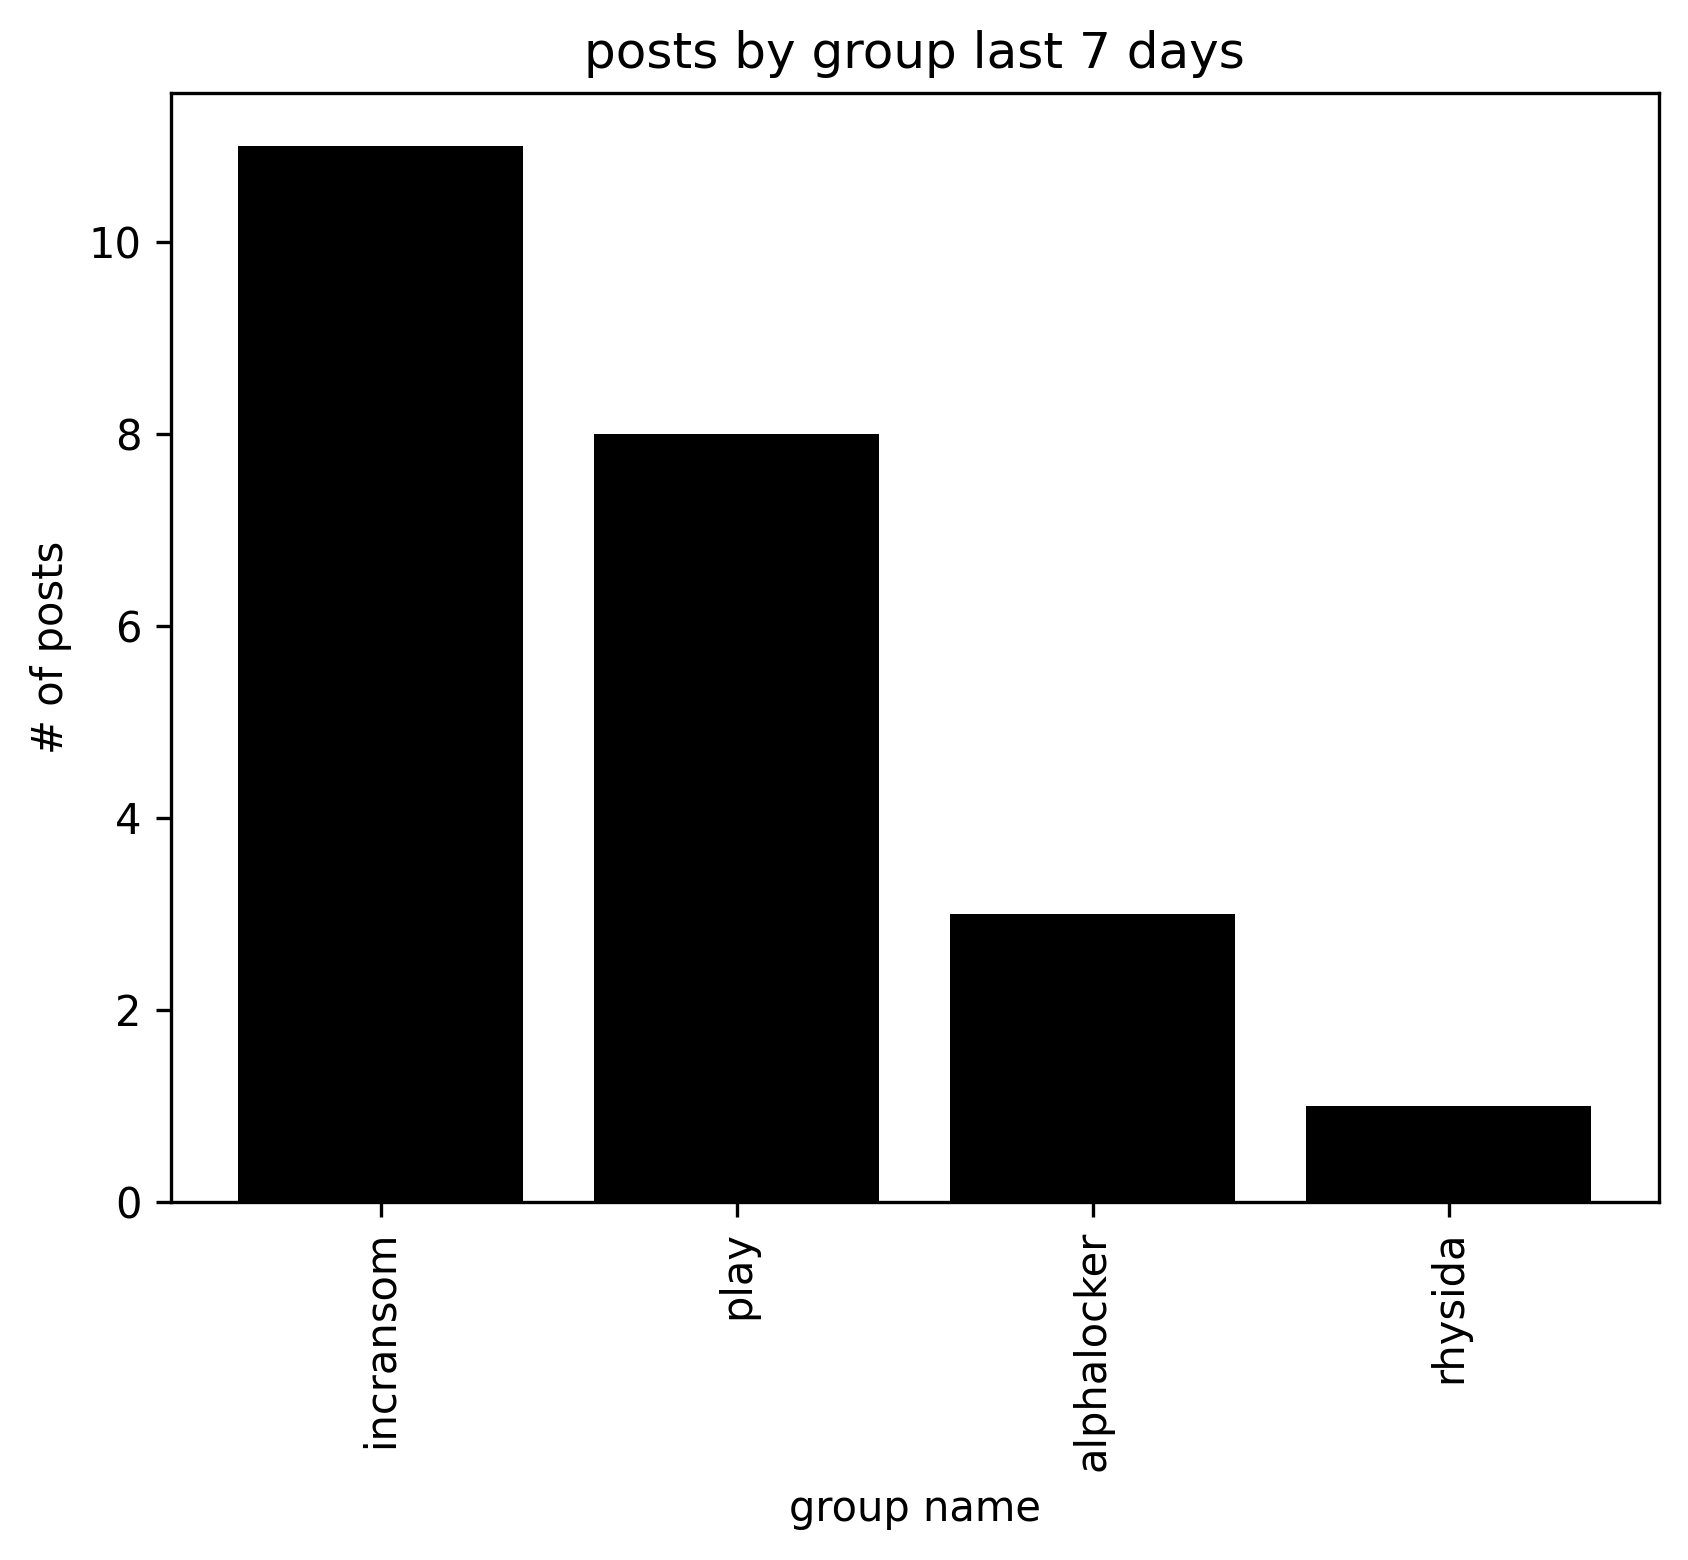 posts by group last 7 days
# of posts
10
8
6
4
2
0
incransom
play
alphalocker
rhysida
group name